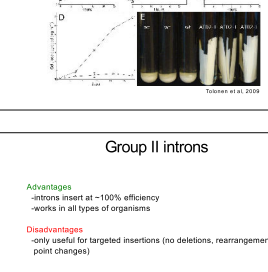 D
E
Tolonen et al. 2009
Group II introns
Advantages
-introns insert at ~100% efficiency
-works in all types of organisms
Disadvantages
-only useful for targeted insertions (no deletions, rearrangemen
point changes)